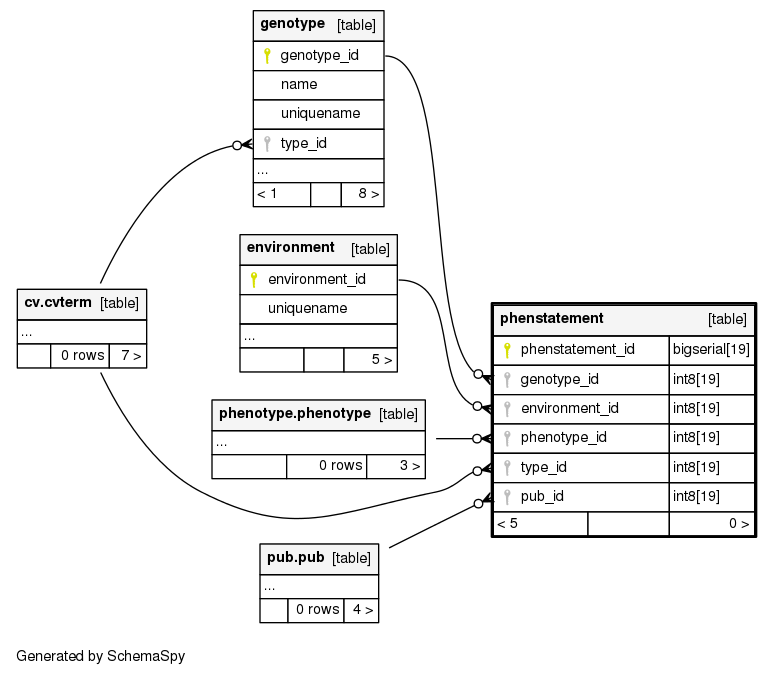 genotype [table]
genotype_id
name
uniquename
type_id
...
< 1 8 >
environment [table]
environment_id
uniquename
...
5 >
cv.cvterm [table]
...
0 rows 7 >
phenstatement [table]
phenstatement_id bigserial[19]
genotype_id int8[19]
environment_id int8[19]
phenotype_id int8[19]
type_id int8[19]
pub_id int8[19]
< 5 0 >
phenotype.phenotype [table]
...
0 rows 3 >
pub.pub [table]
...
0 rows 4 >
Generated by SchemaSpy